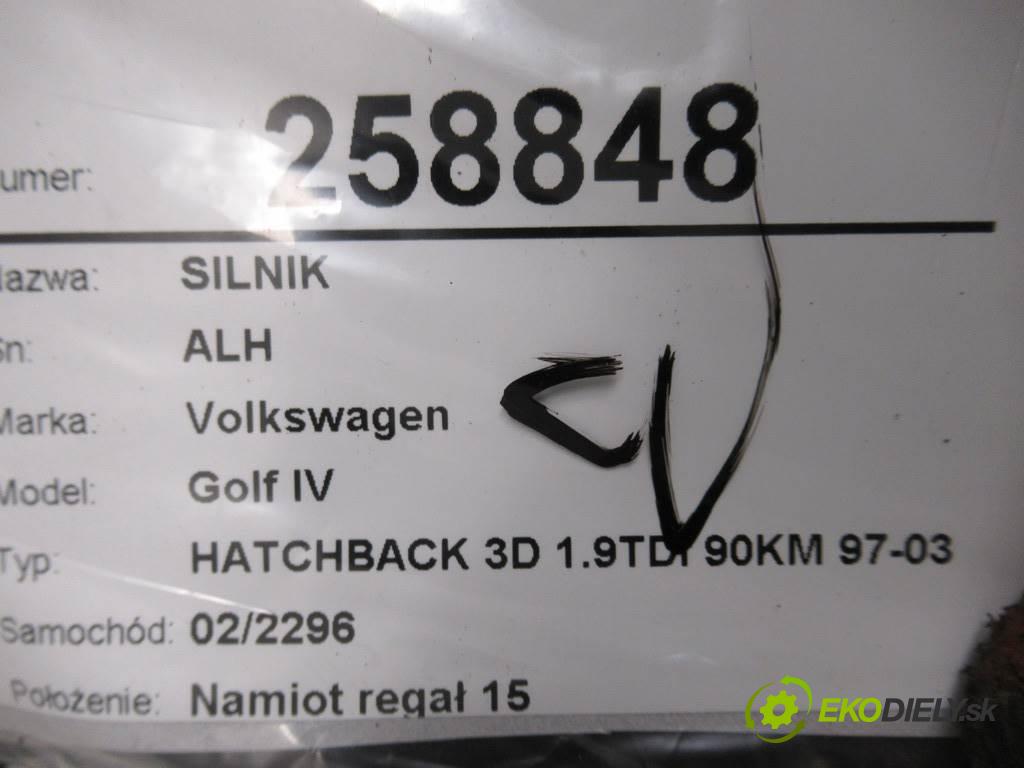 umer: 258848
Nazwa: SILNIK
Sn: ALH
Marka: Volkswagen
Model: Golf IV
Typ: HATCHBACK 3D 1.9TDI 90KM 97-03
Samochód: 02/2296
Położenie: Namiot regał 15
EKODIELY.sk